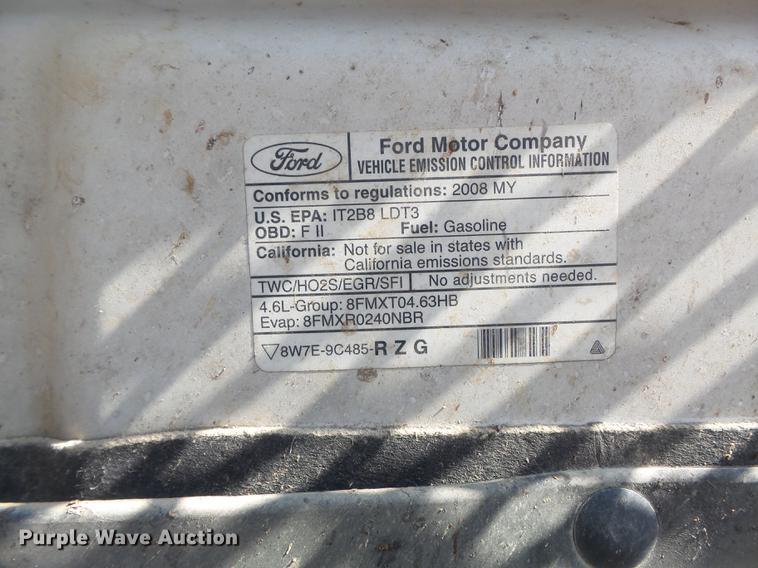 Ford
Ford Motor Company
VEHICLE EMISSION CONTROL INFORMATION
Conforms to regulations: 2008 MY
U.S. EPA: IT2B8 LDT3
OBD: F II Fuel: Gasoline
California: Not for sale in states with
California emissions standards.
TWC/HO2S/EGR/SFI No adjustments needed.
4.6L-Group: 8FMXT04.63HB
Evap: 8FMXR0240NBR
8W7E-9C485-R Z G
Purple Wave Auction